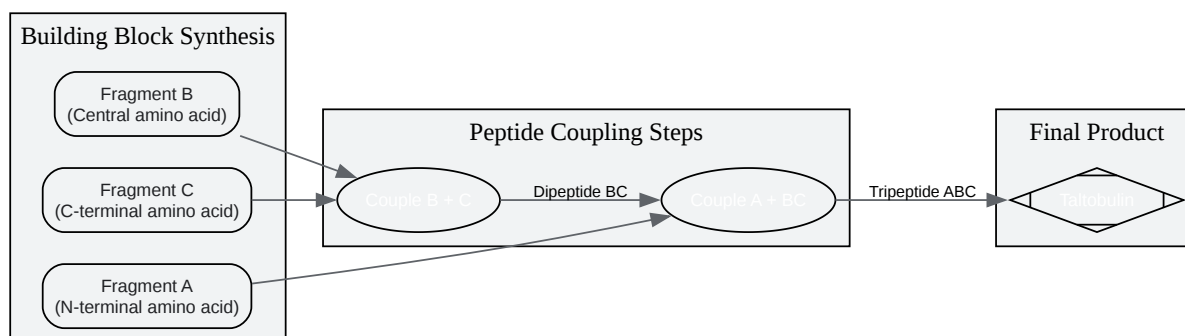 Building Block Synthesis
Fragment B
(Central amino acid)
Fragment C
(C-terminal amino acid)
Fragment A
(N-terminal amino acid)
Peptide Coupling Steps
Couple B + C
Dipeptide BC
Couple A + BC
Tripeptide ABC
Final Product
Taltobulin